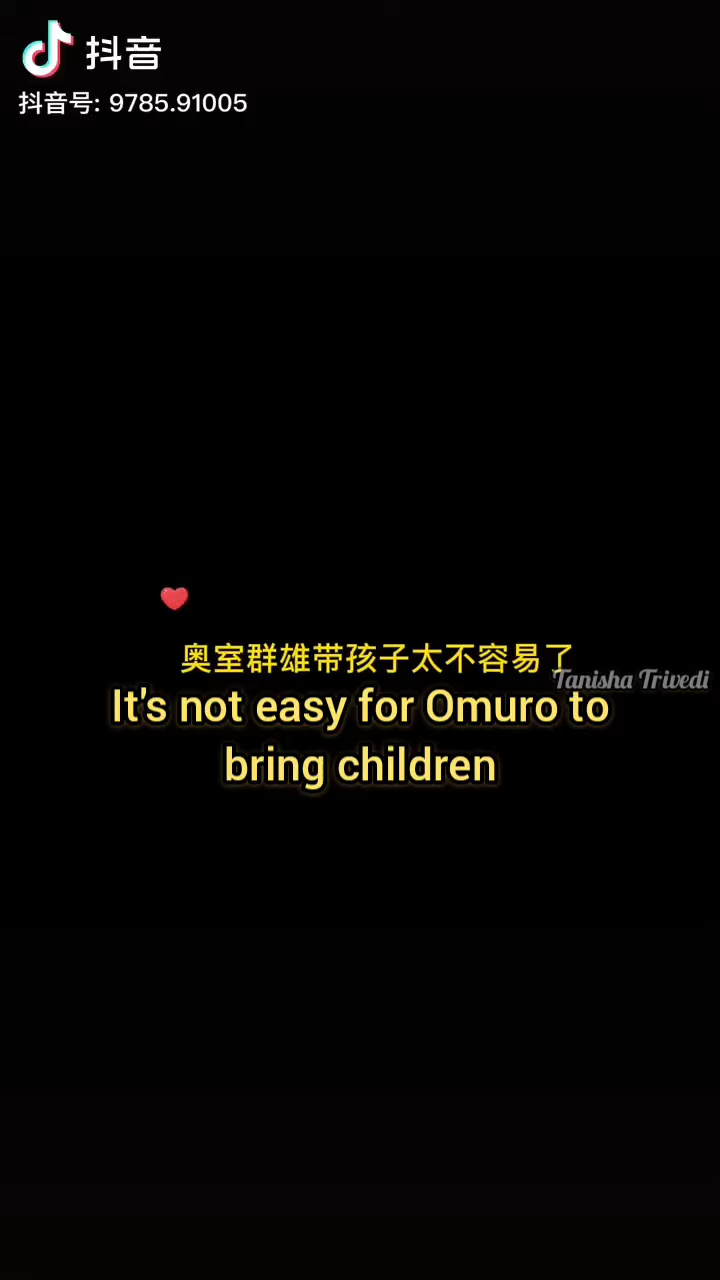 抖音
抖音号: 9785.91005
奥室群雄带孩子太不容易了
Tanisha Trivedi
It's not easy for Omuro to
bring children